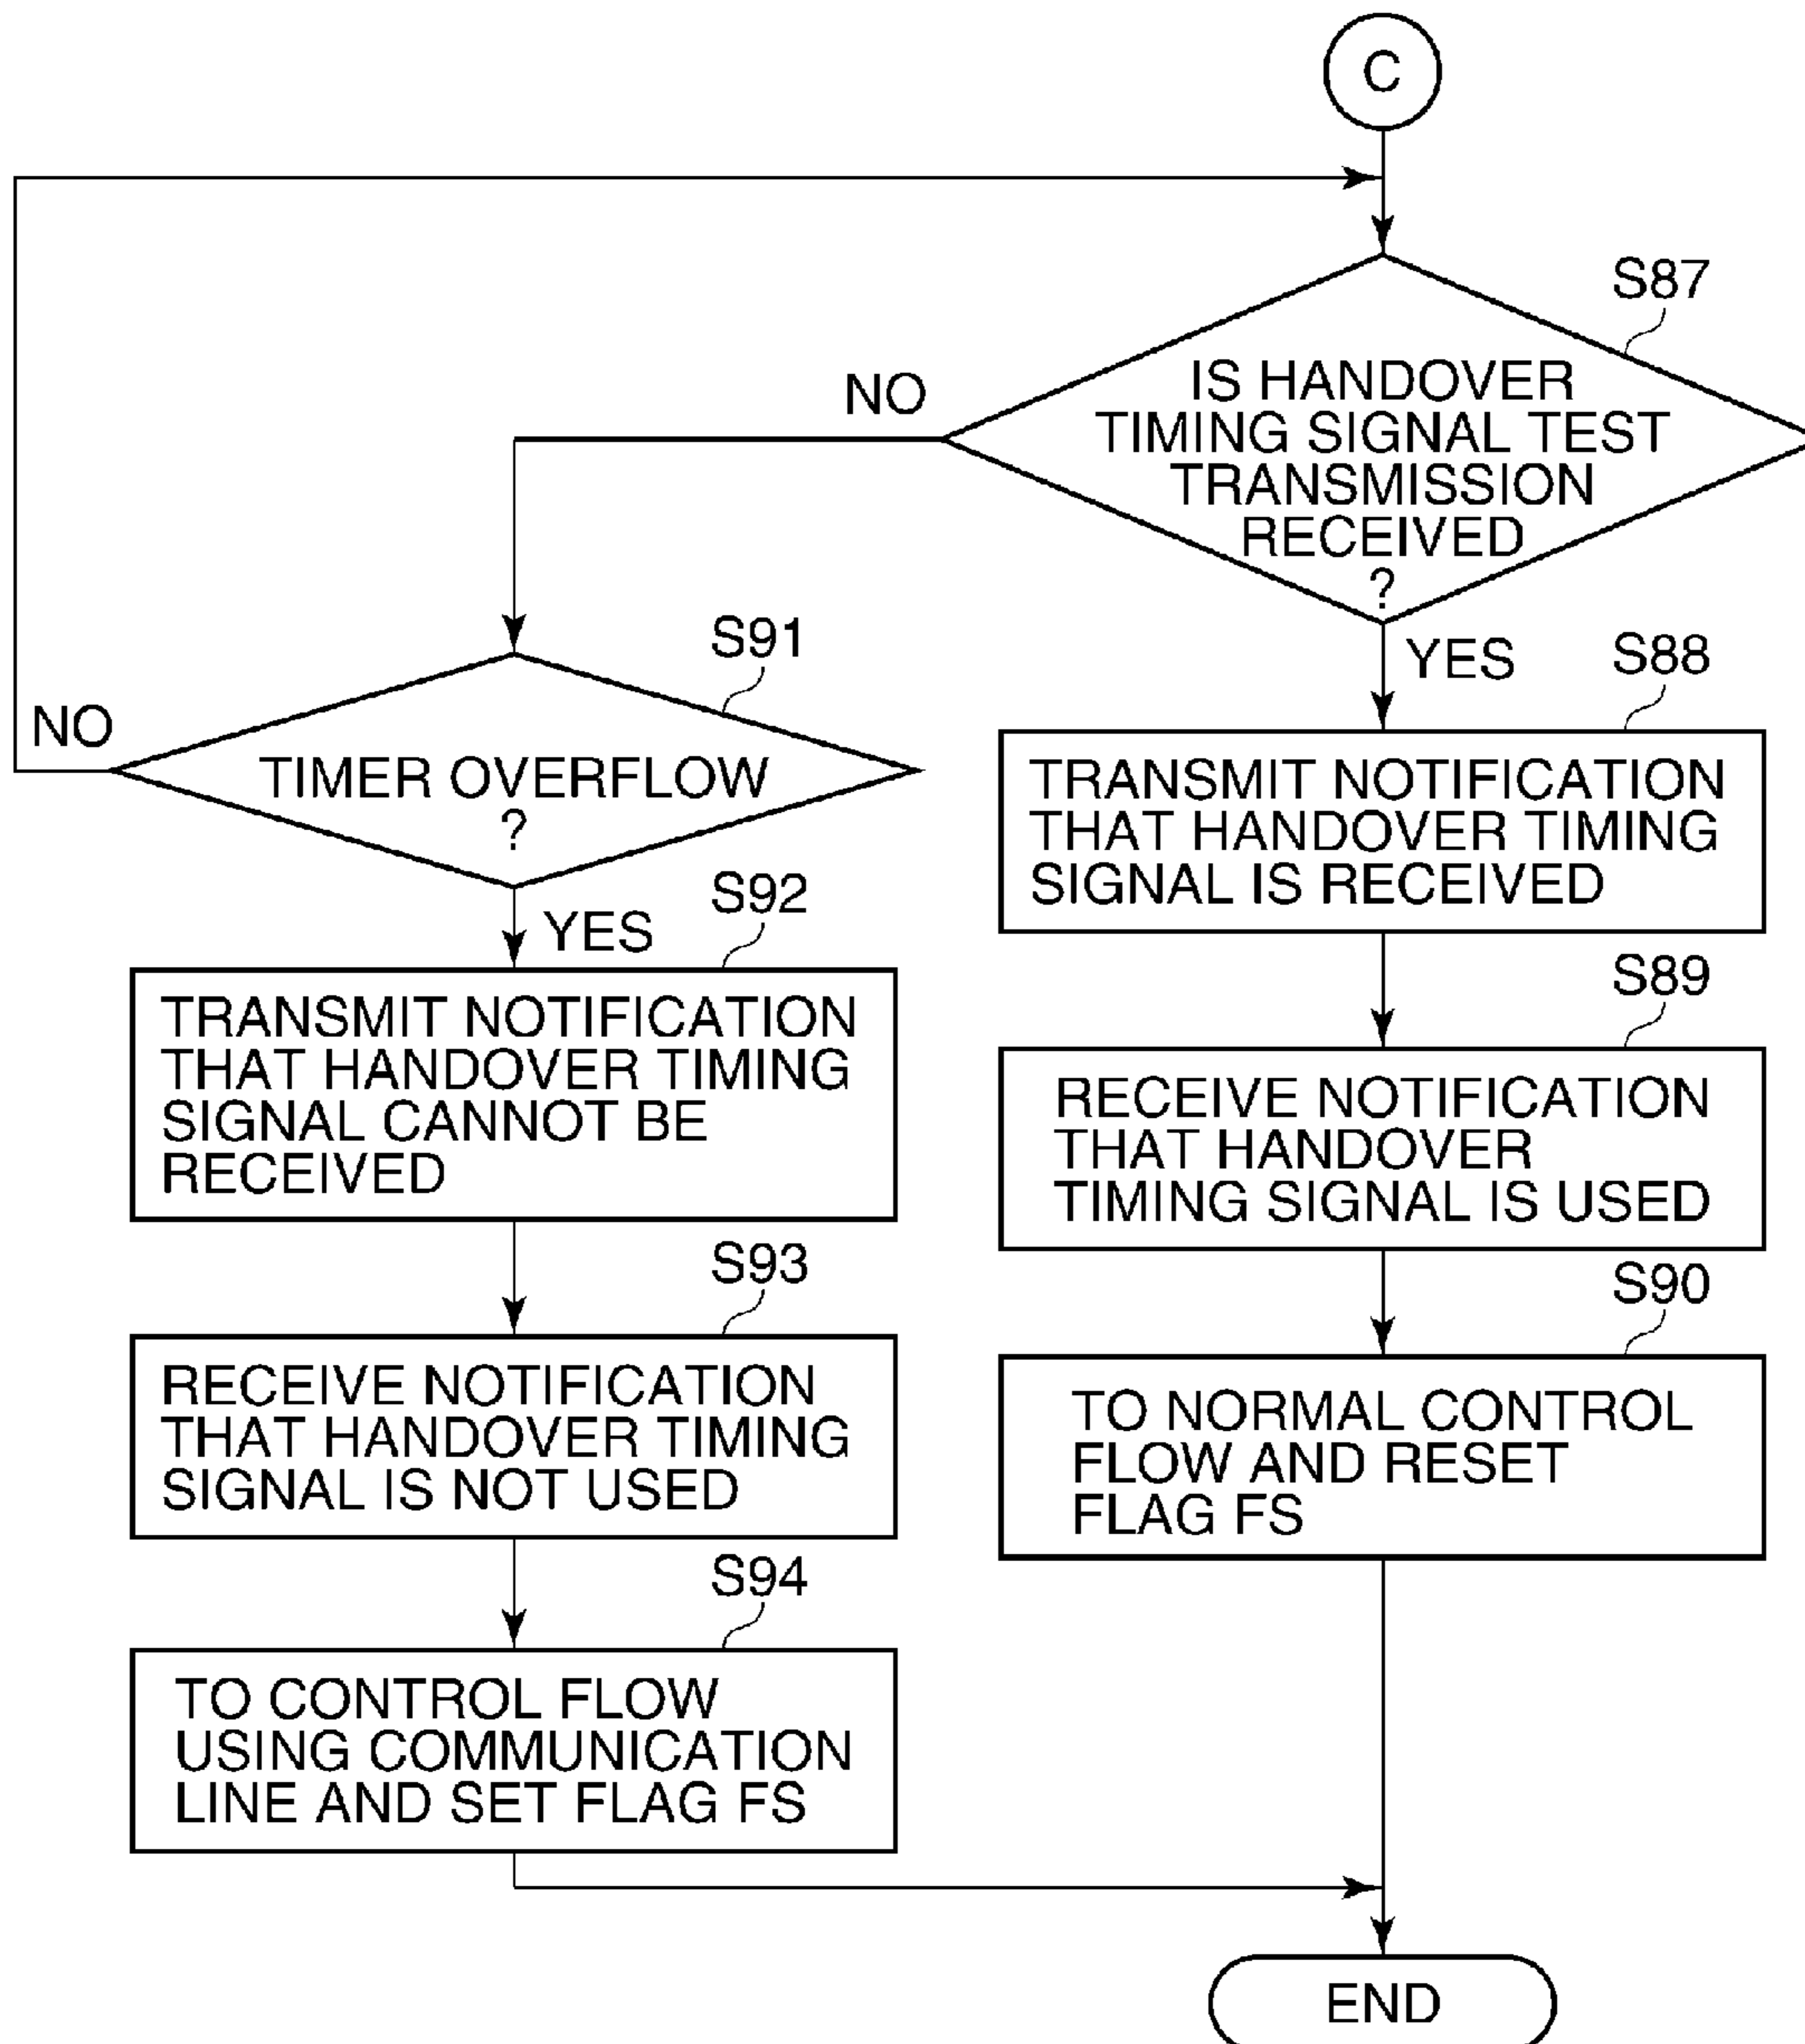 C
S87
IS HANDOVER
TIMING SIGNAL TEST
TRANSMISSION
RECEIVED
?
NO
YES
S88
TRANSMIT NOTIFICATION
THAT HANDOVER TIMING
SIGNAL IS RECEIVED
S89
RECEIVE NOTIFICATION
THAT HANDOVER
TIMING SIGNAL IS USED
S90
TO NORMAL CONTROL
FLOW AND RESET
FLAG FS
S91
TIMER OVERFLOW
?
NO
YES
S92
TRANSMIT NOTIFICATION
THAT HANDOVER TIMING
SIGNAL CANNOT BE
RECEIVED
S93
RECEIVE NOTIFICATION
THAT HANDOVER TIMING
SIGNAL IS NOT USED
S94
TO CONTROL FLOW
USING COMMUNICATION
LINE AND SET FLAG FS
END